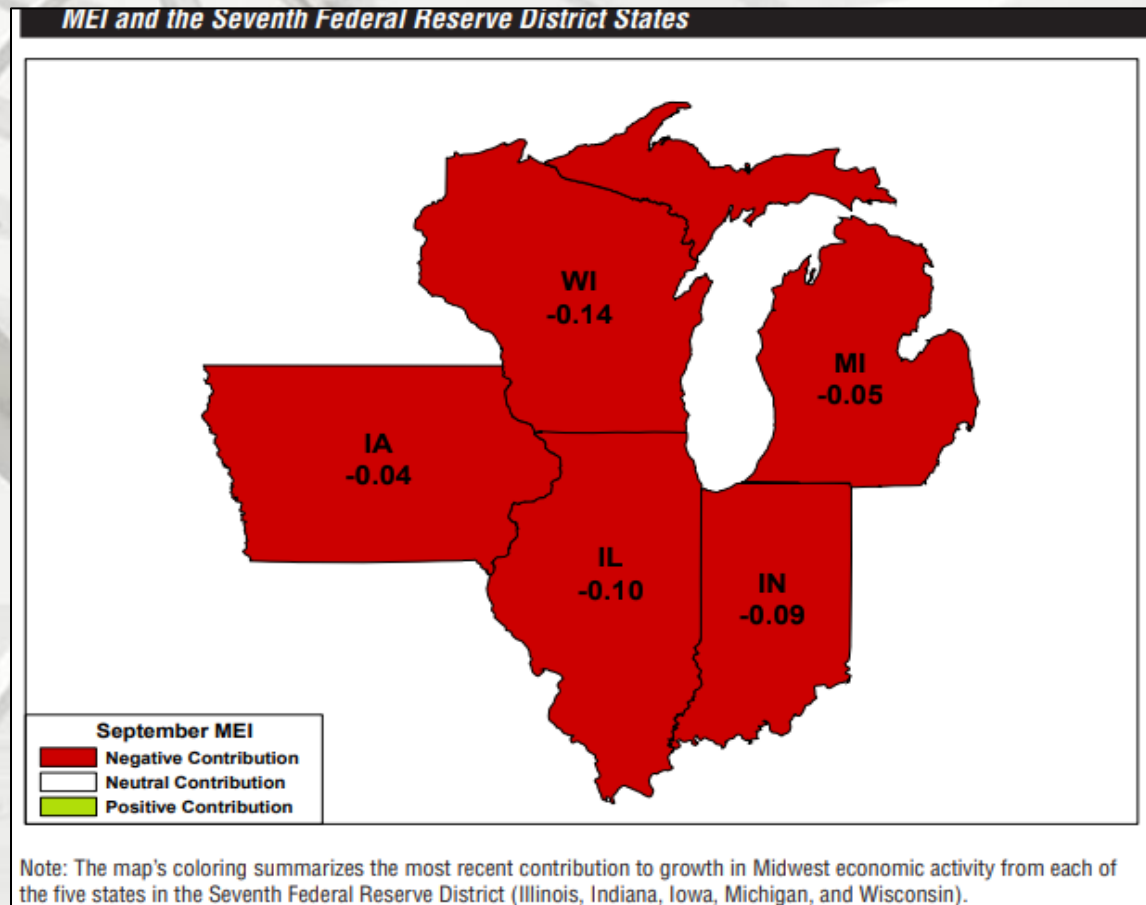 MEI and the Seventh Federal Reserve District States
WI
-0.14
MI
-0.05
IA
-0.04
IL
-0.10
IN
-0.09
September MEI
Negative Contribution
Neutral Contribution
Positive Contribution
Note: The map's coloring summarizes the most recent contribution to growth in Midwest economic activity from each of
the five states in the Seventh Federal Reserve District (Illinois, Indiana, Iowa, Michigan, and Wisconsin).